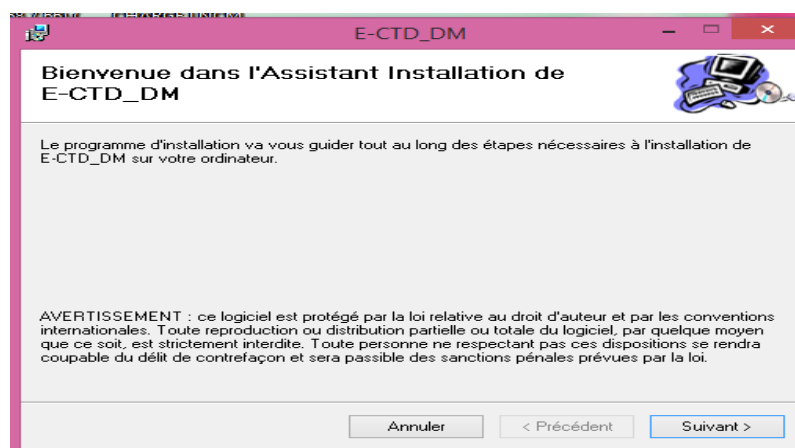 E-CTD_DM
Bienvenue dans l'Assistant Installation de
E-CTD_DM
Le programme d'installation va vous guider tout au long des étapes nécessaires à l'installation de
E-CTD_DM sur votre ordinateur.
AVERTISSEMENT : ce logiciel est protégé par la loi relative au droit d'auteur et par les conventions
internationales. Toute reproduction ou distribution partielle ou totale du logiciel, par quelque moyen
que ce soit, est strictement interdite. Toute personne ne respectant pas ces dispositions se rendra
coupable du délit de contrefaçon et sera passible des sanctions pénales prévues par la loi.
Annuler < Précédent Suivant >